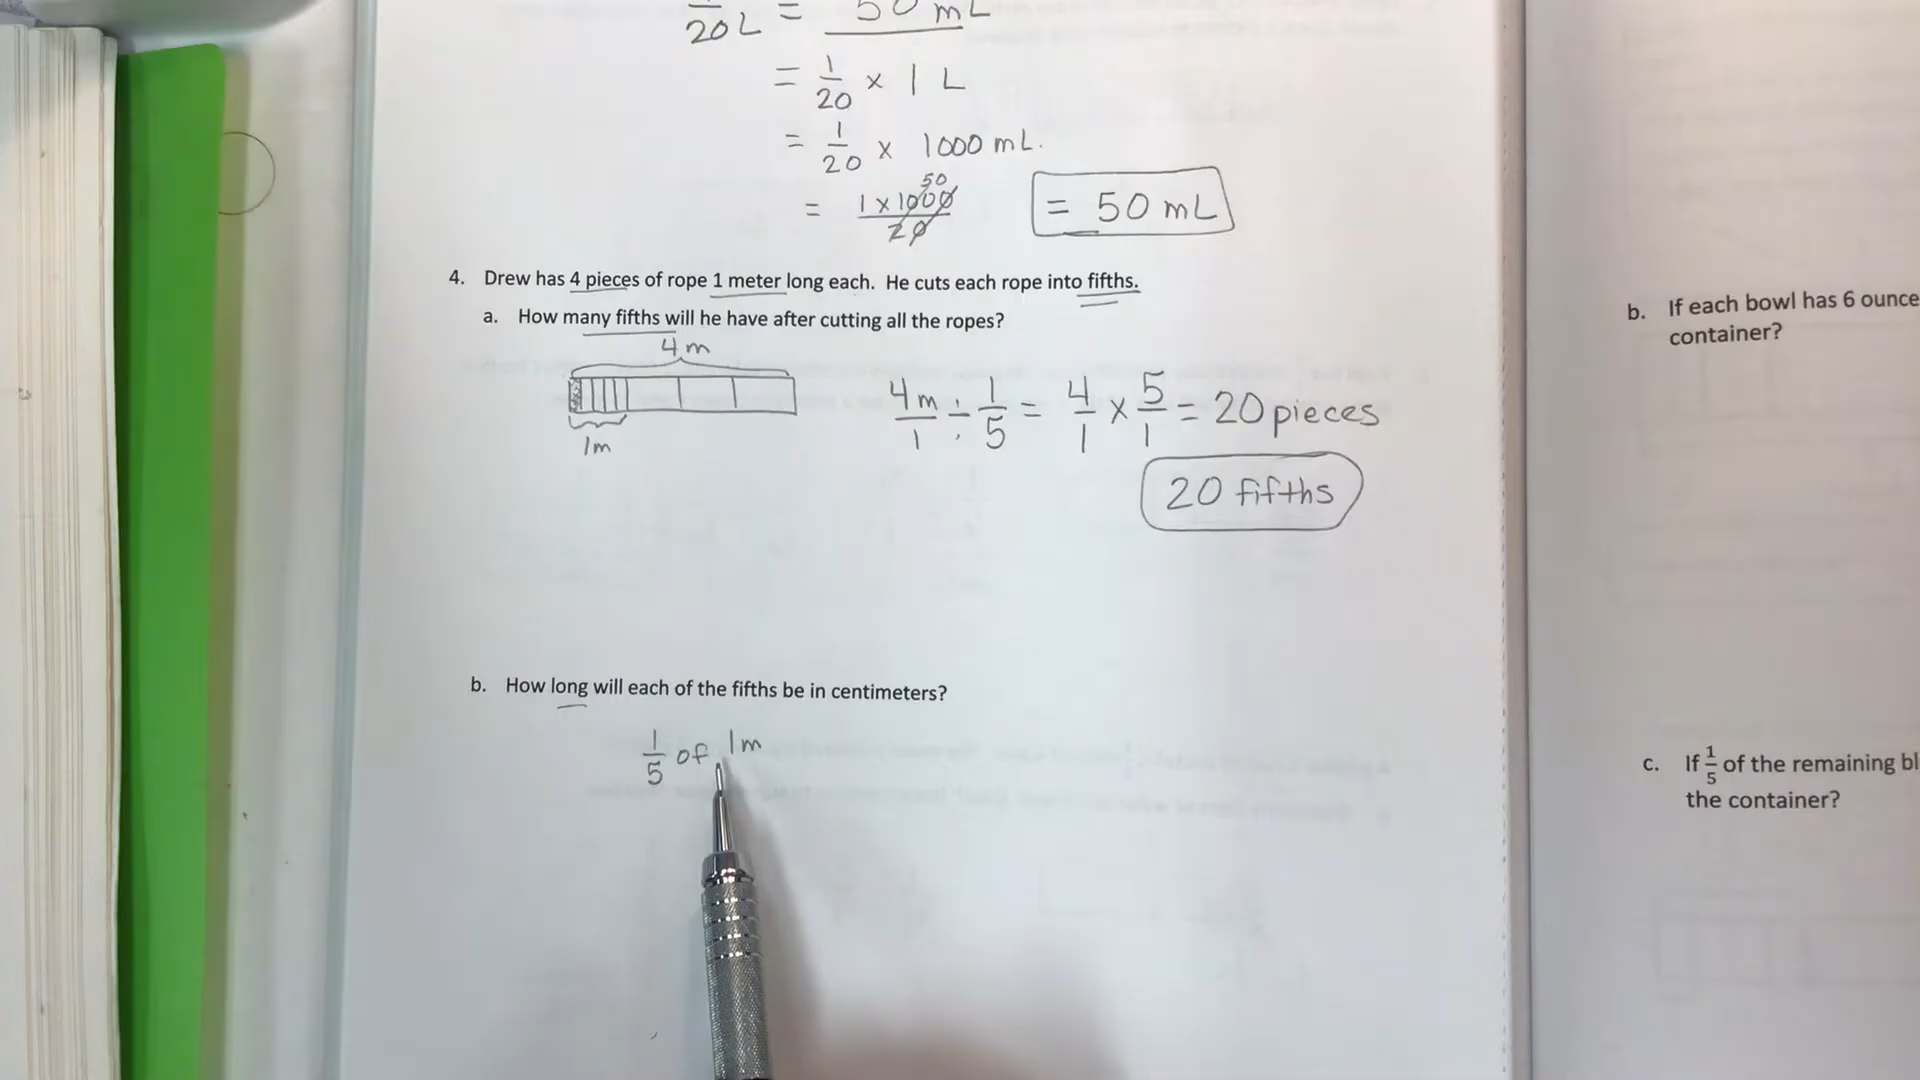 20 L = 50 mL
= 1/20 × 1 L
= 1/20 × 1000 mL.
50
= 1 × 1000/20 = 50 mL
4. Drew has 4 pieces of rope 1 meter long each. He cuts each rope into fifths.
a. How many fifths will he have after cutting all the ropes?
4 m
4m/1 ÷ 1/5 = 4/1 × 5/1 = 20 pieces
1m
20 fifths
b. How long will each of the fifths be in centimeters?
1/5 of 1m
b. If each bowl has 6 ounce
container?
c. If 1/5 of the remaining bl
the container?